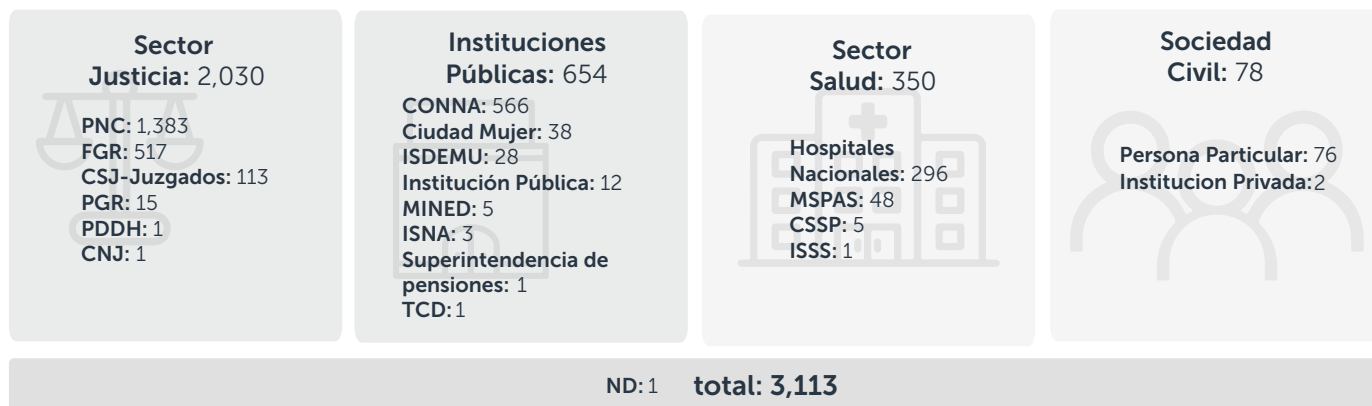 Sector
Justicia: 2,030
PNC: 1,383
FGR: 517
CSJ-Juzgados: 113
PGR: 15
PDDH: 1
CNJ: 1
Instituciones
Públicas: 654
CONNA: 566
Ciudad Mujer: 38
ISDEMU: 28
Institución Pública: 12
MINED: 5
ISNA: 3
Superintendencia de
pensiones: 1
TCD: 1
Sector
Salud: 350
Hospitales
Nacionales: 296
MSPAS: 48
CSSP: 5
ISSS: 1
Sociedad
Civil: 78
Persona Particular: 76
Institucion Privada:2
ND: 1 total: 3,113